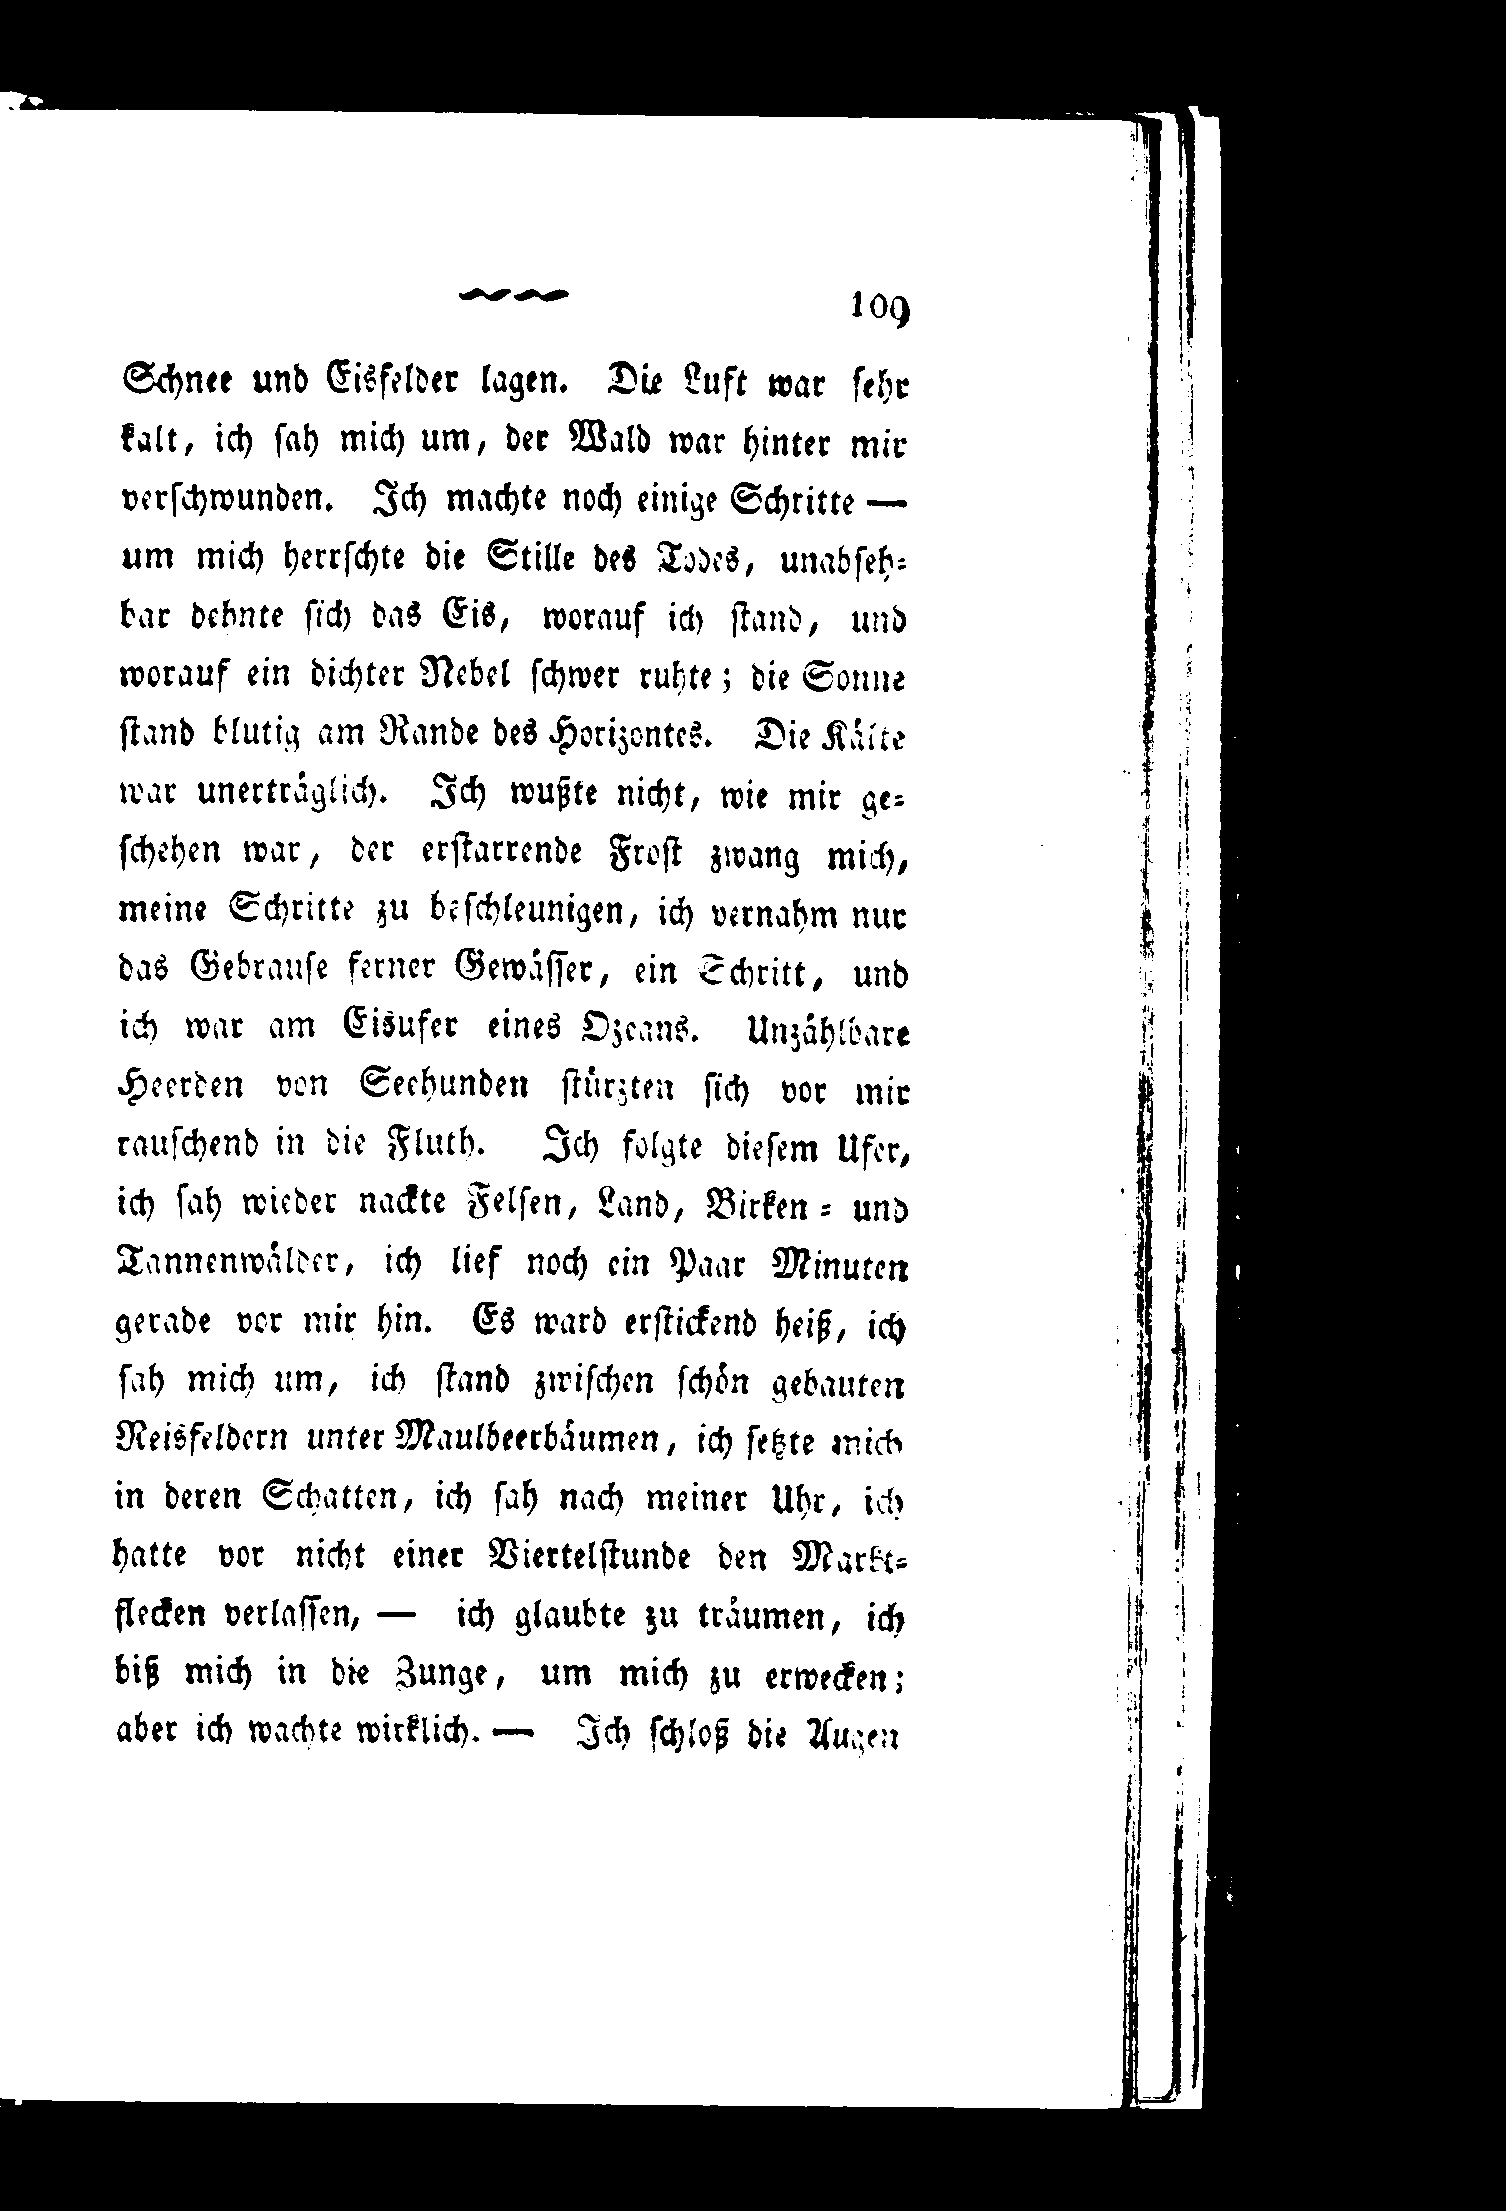 109
Schnee und Eisfelder lagen. Die Luft war sehr
kalt, ich sah mich um, der Wald war hinter mir
verschwunden. Ich machte noch einige Schritte —
um mich herrschte die Stille des Todes, unabseh-
bar dehnte sich das Eis, worauf ich stand, und
worauf ein dichter Nebel schwer ruhte; die Sonne
stand blutig am Rande des Horizontes. Die Kälte
war unerträglich. Ich wußte nicht, wie mir ge-
schehen war, der erstarrende Frost zwang mich,
meine Schritte zu beschleunigen, ich vernahm nur
das Gebrause ferner Gewässer, ein Schritt, und
ich war am Eisufer eines Ozeans. Unzählbare
Heerden von Seehunden stürzten sich vor mir
rauschend in die Fluth. Ich folgte diesem Ufer,
ich sah wieder nackte Felsen, Land, Birken- und
Tannenwälder, ich lief noch ein Paar Minuten
gerade vor mir hin. Es ward erstickend heiß, ich
sah mich um, ich stand zwischen schön gebauten
Reisfeldern unter Maulbeerbäumen, ich setzte mich
in deren Schatten, ich sah nach meiner Uhr, ich
hatte vor nicht einer Viertelstunde den Markt-
flecken verlassen, — ich glaubte zu träumen, ich
biß mich in die Zunge, um mich zu erwecken;
aber ich wachte wirklich. — Ich schloß die Augen